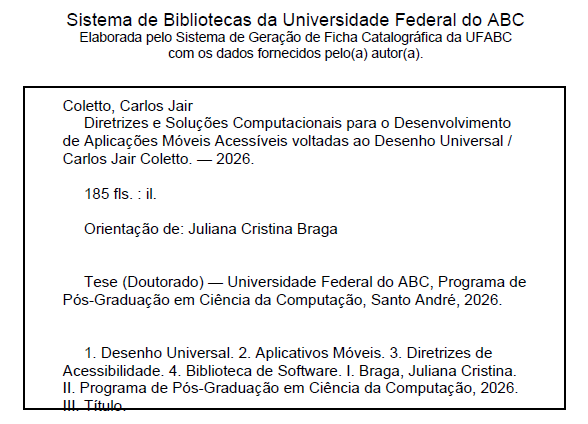 Sistema de Bibliotecas da Universidade Federal do ABC
Elaborada pelo Sistema de Geração de Ficha Catalográfica da UFABC
com os dados fornecidos pelo(a) autor(a).
Coletto, Carlos Jair
Diretrizes e Soluções Computacionais para o Desenvolvimento
de Aplicações Móveis Acessíveis voltadas ao Desenho Universal /
Carlos Jair Coletto. — 2026.
185 fls. : il.
Orientação de: Juliana Cristina Braga
Tese (Doutorado) — Universidade Federal do ABC, Programa de
Pós-Graduação em Ciência da Computação, Santo André, 2026.
1. Desenho Universal. 2. Aplicativos Móveis. 3. Diretrizes de
Acessibilidade. 4. Biblioteca de Software. I. Braga, Juliana Cristina.
II. Programa de Pós-Graduação em Ciência da Computação, 2026.
III. Título.